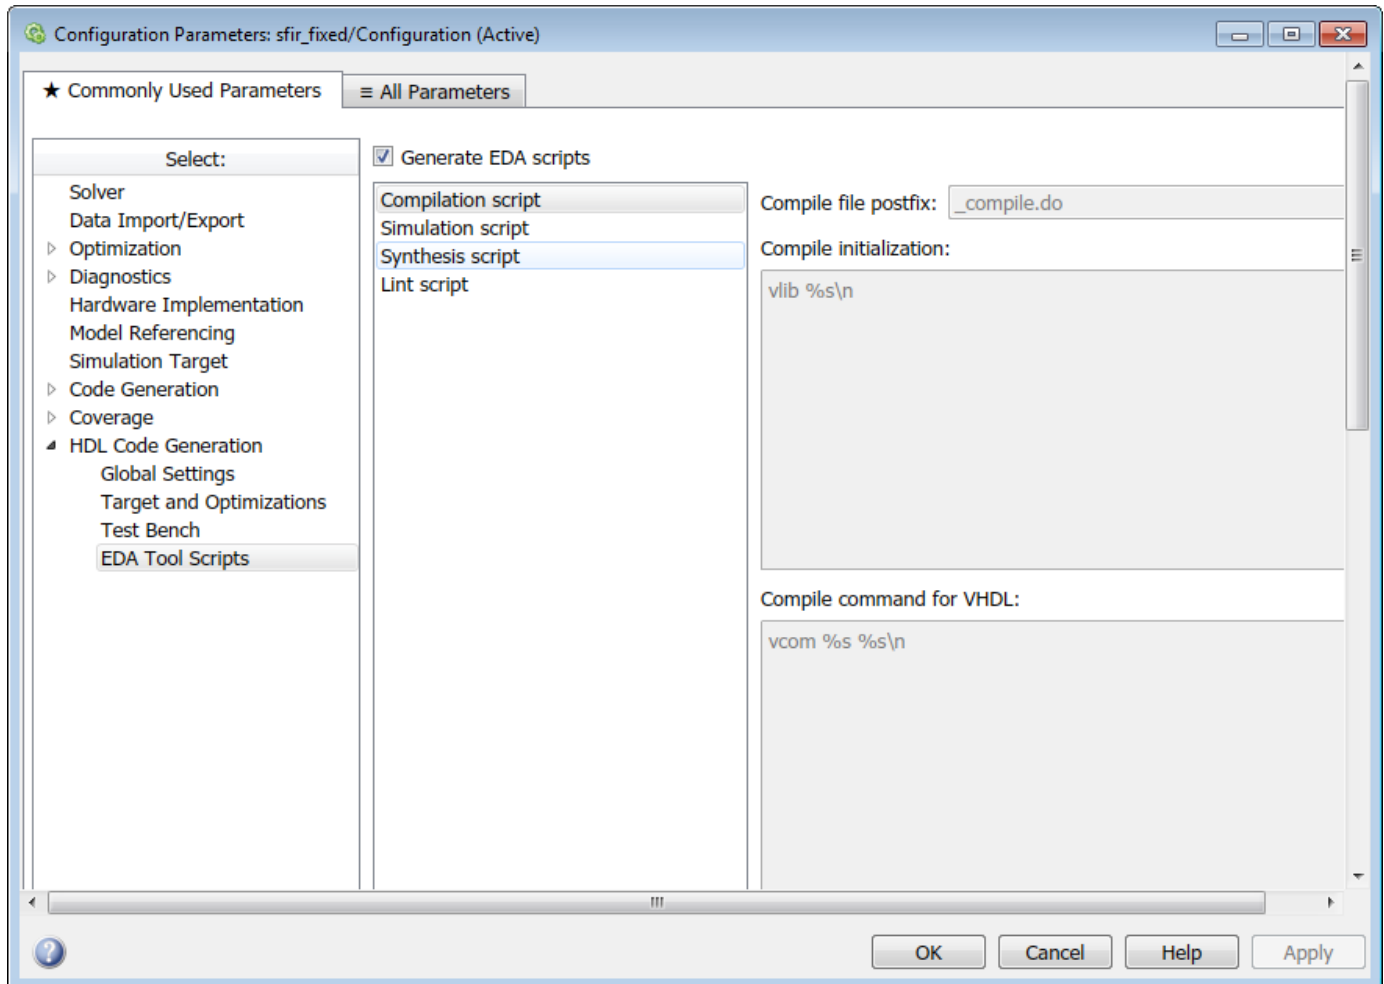 Configuration Parameters: sfir_fixed/Configuration (Active)
★ Commonly Used Parameters
≡ All Parameters
Select:
Solver
Data Import/Export
Optimization
Diagnostics
Hardware Implementation
Model Referencing
Simulation Target
Code Generation
Coverage
HDL Code Generation
Global Settings
Target and Optimizations
Test Bench
EDA Tool Scripts
Generate EDA scripts
Compilation script
Simulation script
Synthesis script
Lint script
Compile file postfix: _compile.do
Compile initialization:
vlib %s\n
Compile command for VHDL:
vcom %s %s\n
OK
Cancel
Help
Apply